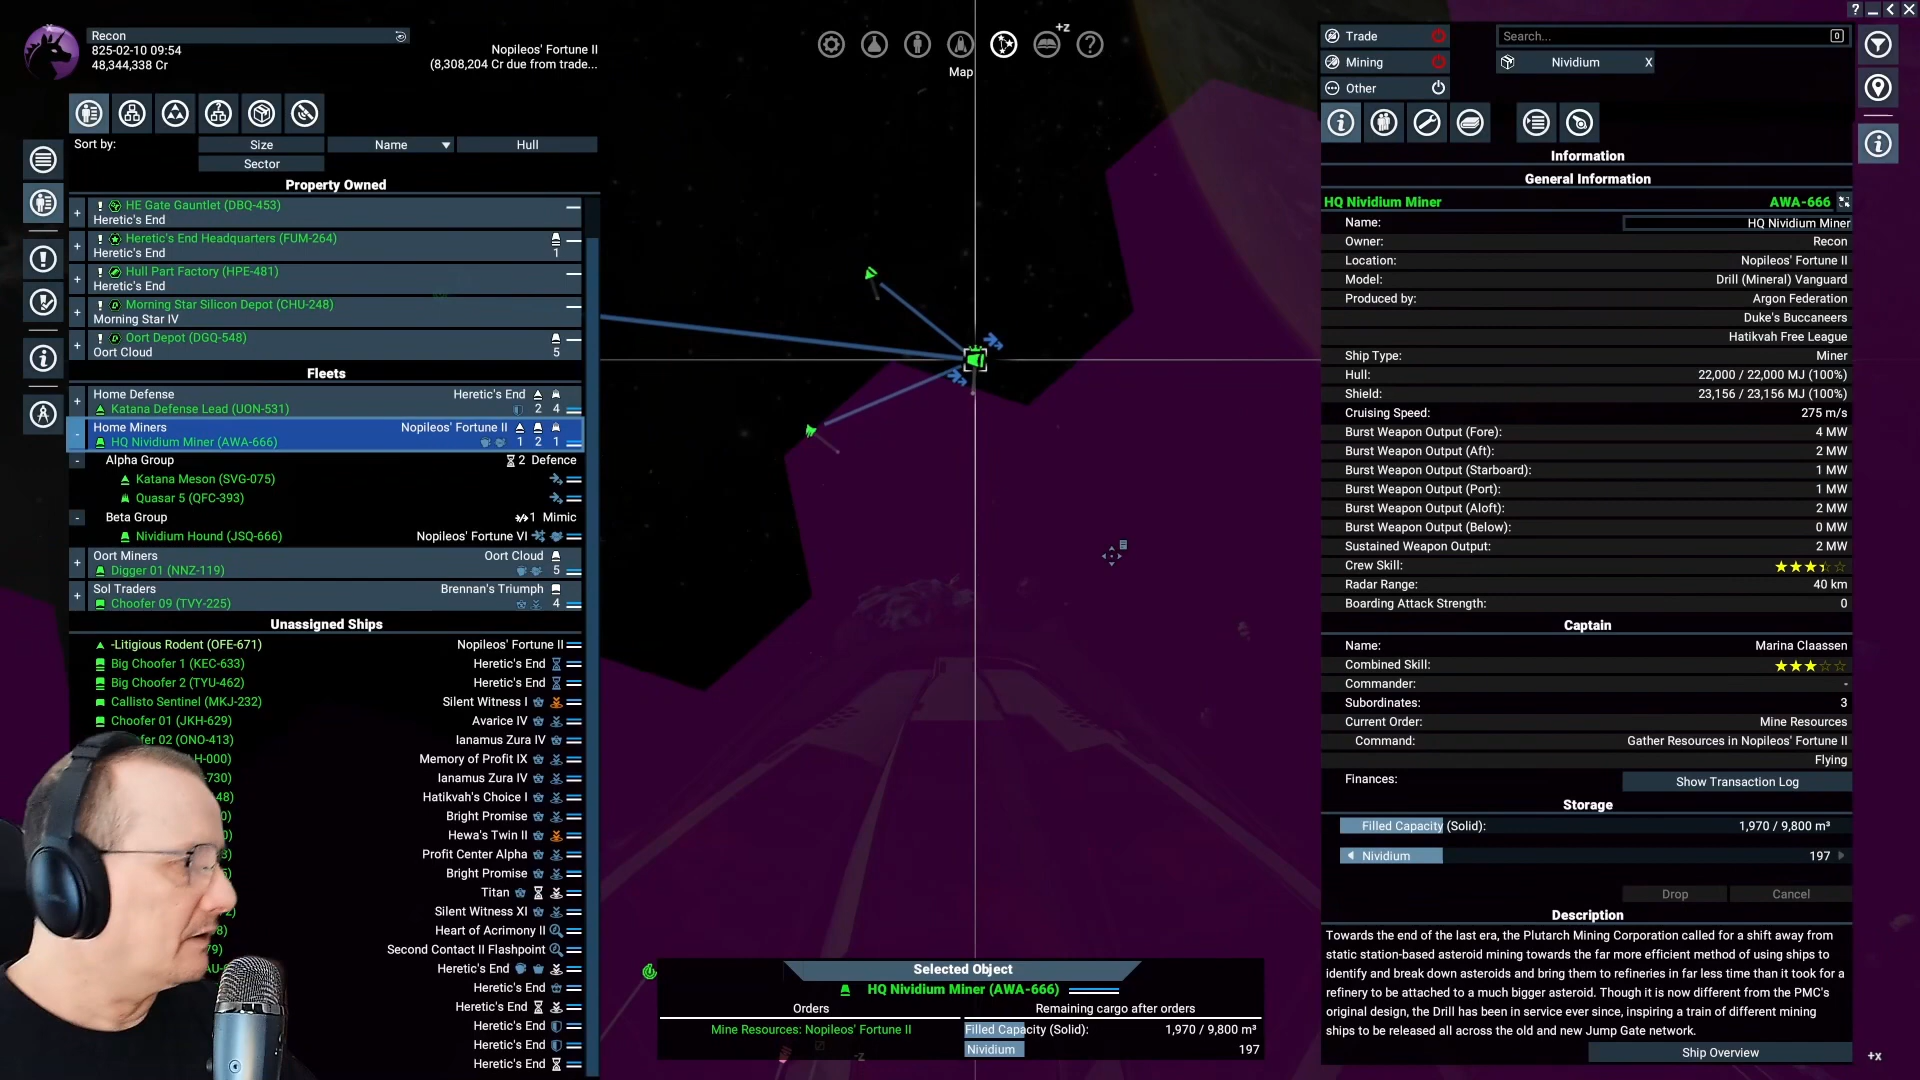 Recon
825-02-10 09:54
48,344,338 Cr
Nopileos' Fortune II
(8,308,204 Cr due from trade...
+z
Map
Sort by:
Size
Name
Hull
Sector
Property Owned
HE Gate Gauntlet (DBQ-453)
Heretic's End
Heretic's End Headquarters (FUM-264)
Heretic's End
1
Hull Part Factory (HPE-481)
Heretic's End
Morning Star Silicon Depot (CHU-248)
Morning Star IV
Oort Depot (DGQ-548)
Oort Cloud
5
Fleets
Home Defense
Heretic's End
Katana Defense Lead (UON-531)
2 4
Home Miners
Nopileos' Fortune II
HQ Nividium Miner (AWA-666)
1 2 1
Alpha Group
2 Defence
Katana Meson (SVG-075)
Quasar 5 (QFC-393)
Beta Group
1 Mimic
Nividium Hound (JSQ-666)
Nopileos' Fortune VI
Oort Miners
Oort Cloud
Digger 01 (NNZ-119)
5
Sol Traders
Brennan's Triumph
Choofer 09 (TVY-225)
4
Unassigned Ships
-Litigious Rodent (OFE-671)
Nopileos' Fortune II
Big Choofer 1 (KEC-633)
Heretic's End
Big Choofer 2 (TYU-462)
Heretic's End
Callisto Sentinel (MKJ-232)
Silent Witness I
Choofer 01 (JKH-629)
Avarice IV
fer 02 (ONO-413)
Ianamus Zura IV
H-000)
Memory of Profit IX
-730)
Ianamus Zura IV
48)
Hatikvah's Choice I
Bright Promise
Hewa's Twin II
Profit Center Alpha
Bright Promise
Titan
Silent Witness XI
Heart of Acrimony II
79)
Second Contact II Flashpoint
Heretic's End
Heretic's End
Heretic's End
Heretic's End
Heretic's End
Heretic's End
-z
Selected Object
HQ Nividium Miner (AWA-666)
Orders
Remaining cargo after orders
Mine Resources: Nopileos' Fortune II
Filled Capacity (Solid):
1,970 / 9,800 m³
Nividium
197
Trade
Mining
Other
Search...
0
Nividium
X
Information
General Information
HQ Nividium Miner
AWA-666
Name:
HQ Nividium Miner
Owner:
Recon
Location:
Nopileos' Fortune II
Model:
Drill (Mineral) Vanguard
Produced by:
Argon Federation
Duke's Buccaneers
Hatikvah Free League
Ship Type:
Miner
Hull:
22,000 / 22,000 MJ (100%)
Shield:
23,156 / 23,156 MJ (100%)
Cruising Speed:
275 m/s
Burst Weapon Output (Fore):
4 MW
Burst Weapon Output (Aft):
2 MW
Burst Weapon Output (Starboard):
1 MW
Burst Weapon Output (Port):
1 MW
Burst Weapon Output (Aloft):
2 MW
Burst Weapon Output (Below):
0 MW
Sustained Weapon Output:
2 MW
Crew Skill:
Radar Range:
40 km
Boarding Attack Strength:
0
Captain
Name:
Marina Claassen
Combined Skill:
Commander:
-
Subordinates:
3
Current Order:
Mine Resources
Command:
Gather Resources in Nopileos' Fortune II
Flying
Finances:
Show Transaction Log
Storage
Filled Capacity (Solid):
1,970 / 9,800 m³
Nividium
197
Drop
Cancel
Description
Towards the end of the last era, the Plutarch Mining Corporation called for a shift away from
static station-based asteroid mining towards the far more efficient method of using ships to
identify and break down asteroids and bring them to refineries in far less time than it took for a
refinery to be attached to a much bigger asteroid. Though it is now different from the PMC's
original design, the Drill has been in service ever since, inspiring a train of different mining
ships to be released all across the old and new Jump Gate network.
Ship Overview
+x